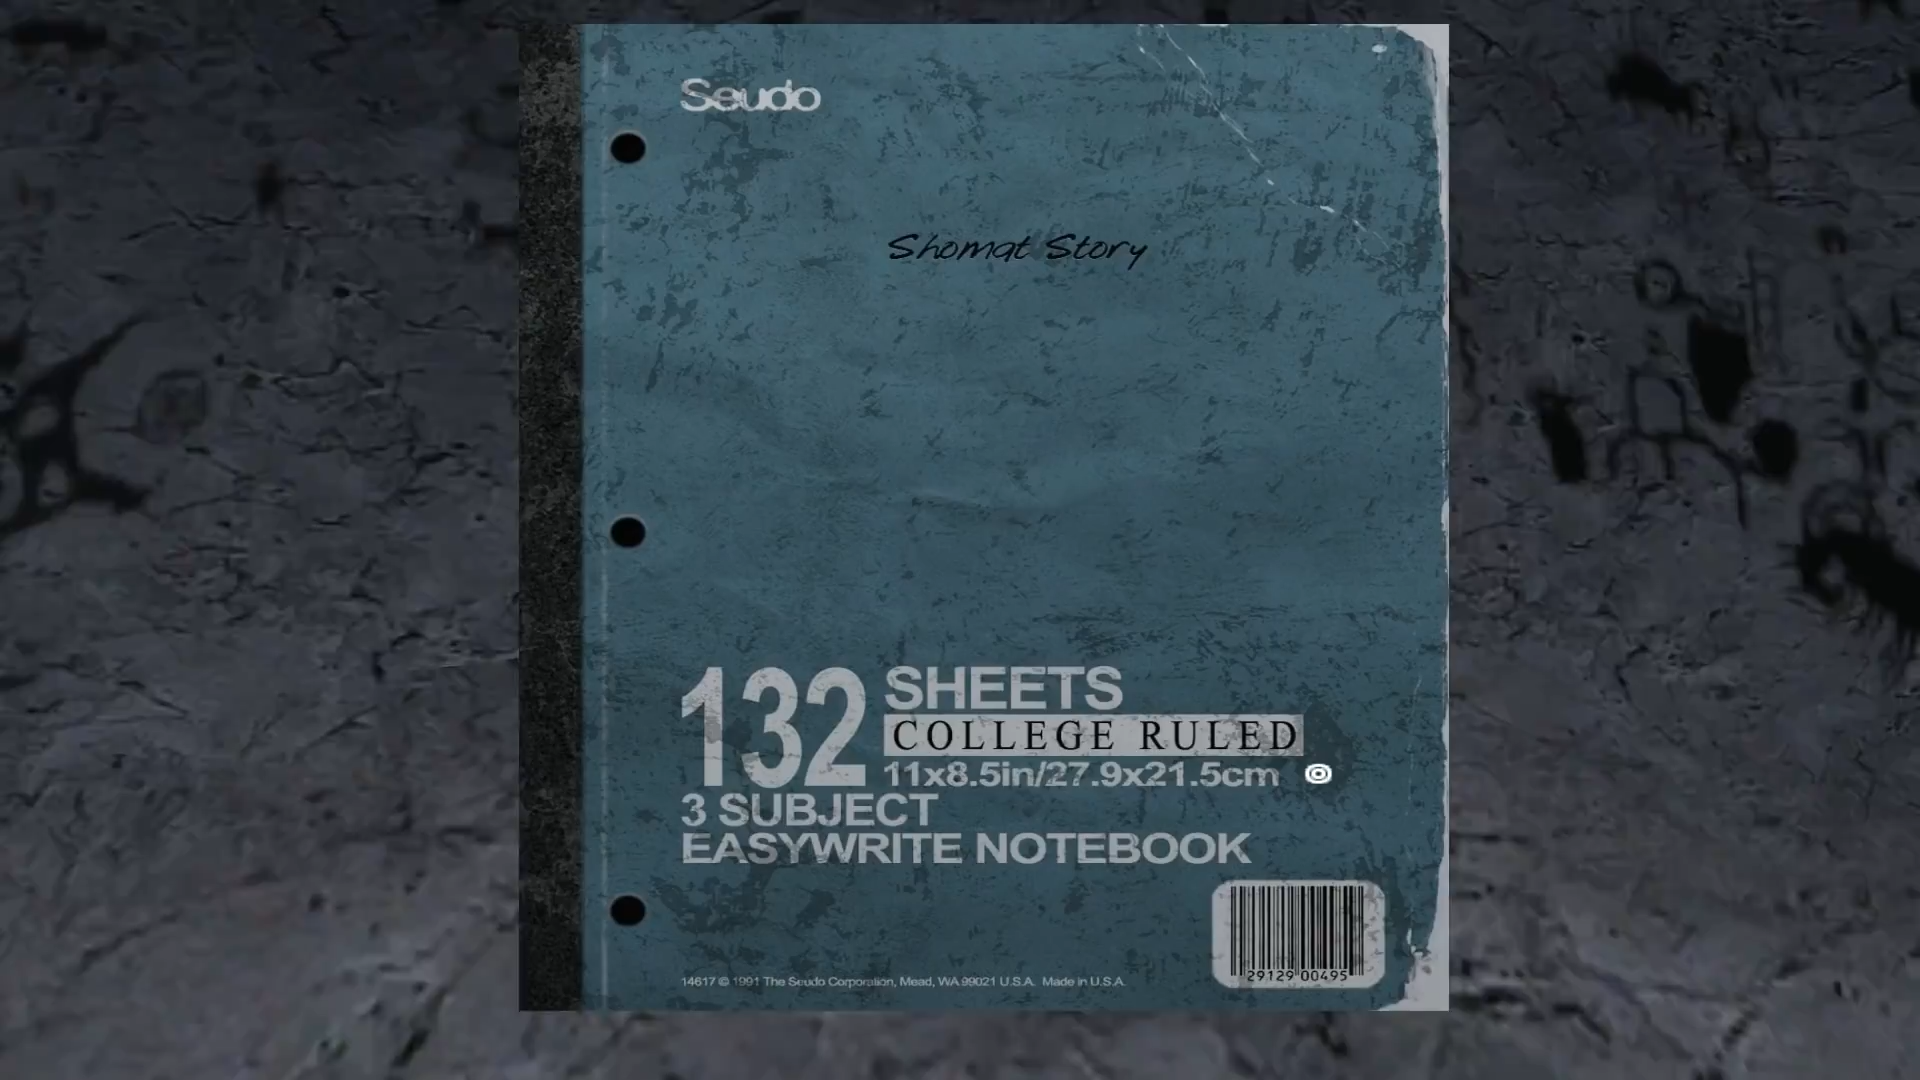 Seudo
Shomat Story
132 SHEETS
COLLEGE RULED
11x8.5in/27.9x21.5cm
3 SUBJECT
EASYWRITE NOTEBOOK
29129 00495
14617 © 1991 The Seudo Corporation, Mead, WA 99021 U.S.A. Made in U.S.A.